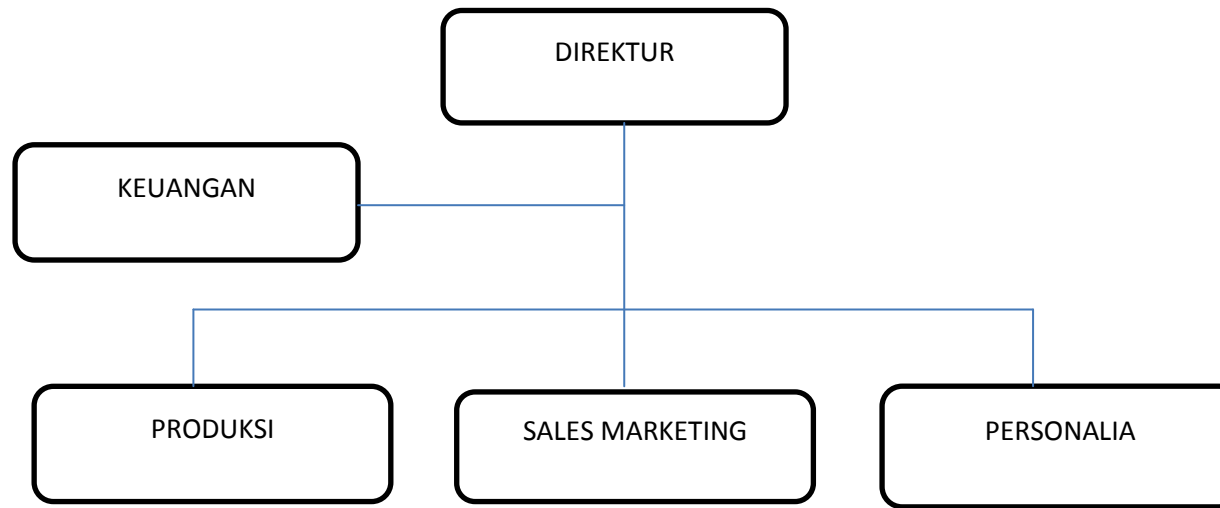 DIREKTUR
KEUANGAN
PRODUKSI
SALES MARKETING
PERSONALIA